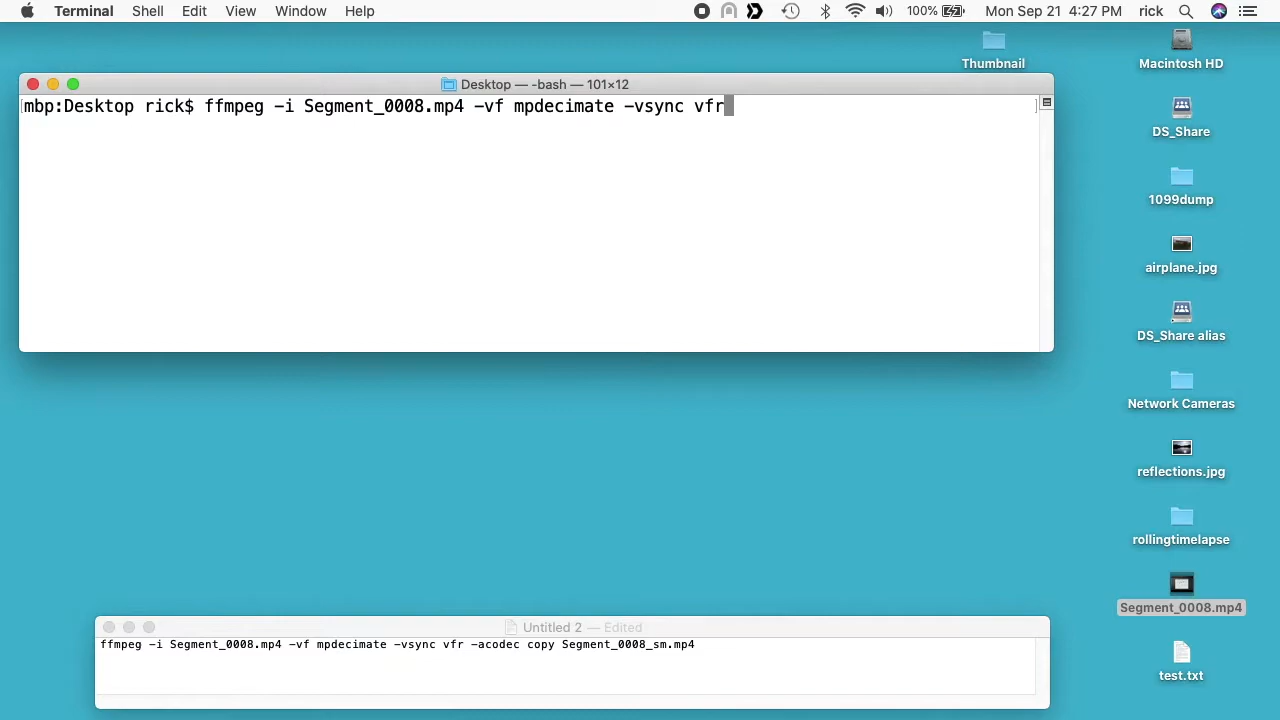 Terminal Shell Edit View Window Help 100% Mon Sep 21 4:27 PM rick
Thumbnail
Macintosh HD
Desktop — -bash — 101×12
[mbp:Desktop rick$ ffmpeg -i Segment_0008.mp4 -vf mpdecimate -vsync vfr ]
DS_Share
1099dump
airplane.jpg
DS_Share alias
Network Cameras
reflections.jpg
rollingtimelapse
Segment_0008.mp4
Untitled 2 — Edited
ffmpeg -i Segment_0008.mp4 -vf mpdecimate -vsync vfr -acodec copy Segment_0008_sm.mp4
test.txt